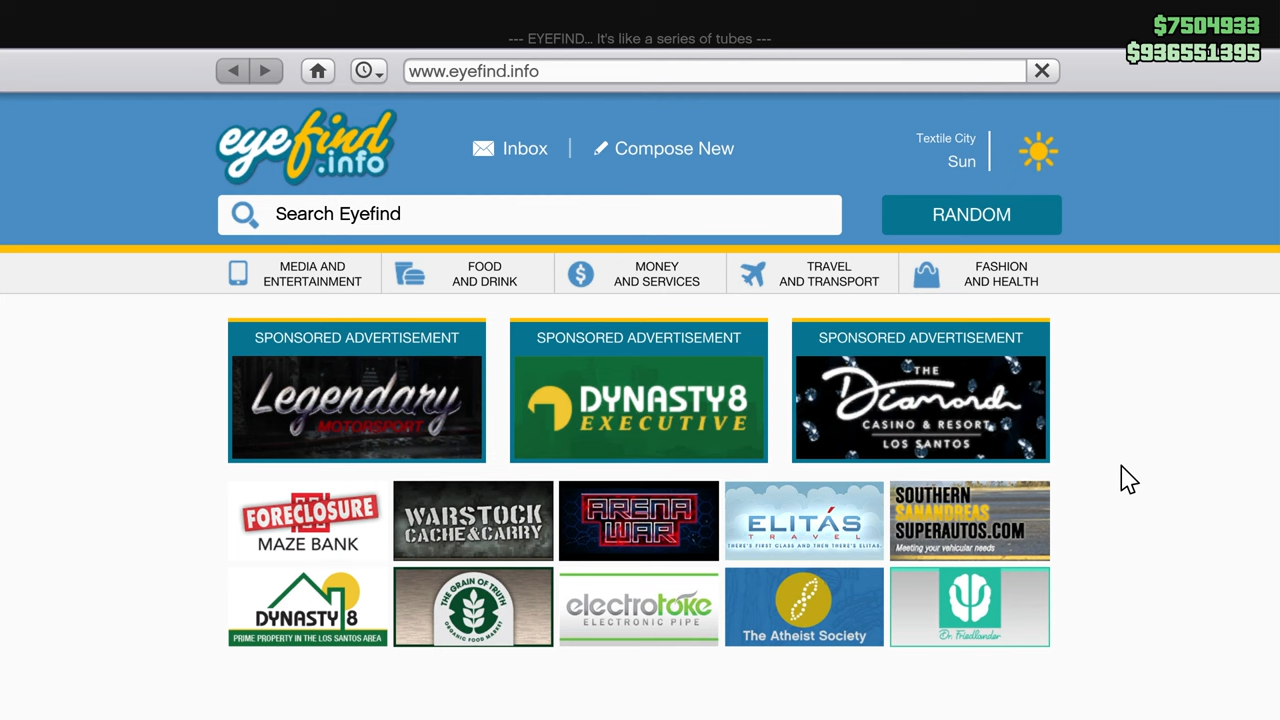 $7504933
--- EYEFIND... It's like a series of tubes ---
$936551395
www.eyefind.info
eyefind
.info
Inbox
Compose New
Textile City
Sun
Search Eyefind
RANDOM
MEDIA AND
ENTERTAINMENT
FOOD
AND DRINK
MONEY
AND SERVICES
TRAVEL
AND TRANSPORT
FASHION
AND HEALTH
SPONSORED ADVERTISEMENT
Legendary
MOTORSPORT
SPONSORED ADVERTISEMENT
DYNASTY8
EXECUTIVE
SPONSORED ADVERTISEMENT
THE
Diamond
CASINO & RESORT
LOS SANTOS
FORECLOSURE
MAZE BANK
WARSTOCK
CACHE&CARRY
ARENA
WAR
ELITÁS
TRAVEL
THERE'S FIRST CLASS AND THEN THERE'S ELITAS.
SOUTHERN
SANANDREAS
SUPERAUTOS.COM
Meeting your vehicular needs
DYNASTY 8
PRIME PROPERTY IN THE LOS SANTOS AREA
THE GRAIN OF TRUTH
ORGANIC FOOD MARKET
electrotoke
ELECTRONIC PIPE
The Atheist Society
Dr. Friedlander